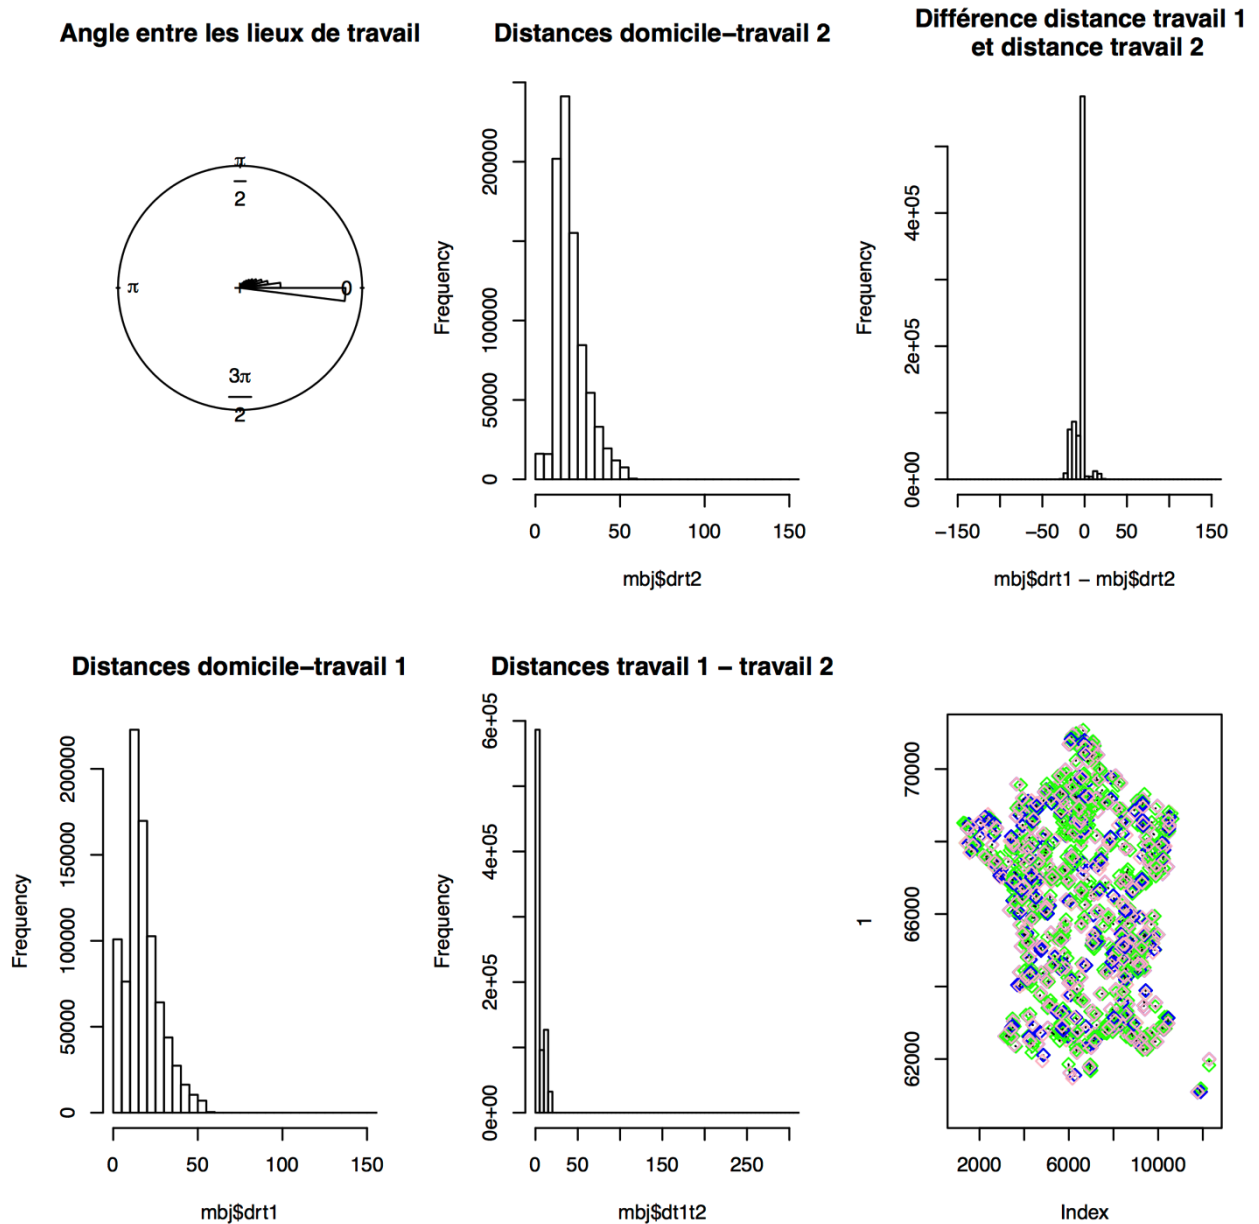 Angle entre les lieux de travail
π
2
π
0
3π
2
Distances domicile–travail 2
Frequency
200000
100000
50000
0
0
50
100
150
mbj$drt2
Différence distance travail 1
et distance travail 2
Frequency
4e+05
2e+05
0e+00
−150
−50
0
50
150
mbj$drt1 − mbj$drt2
Distances domicile–travail 1
Frequency
200000
150000
100000
50000
0
0
50
100
150
mbj$drt1
Distances travail 1 – travail 2
Frequency
6e+05
4e+05
2e+05
0e+00
0
50
150
250
mbj$dt1t2
1
70000
66000
62000
2000
6000
10000
Index